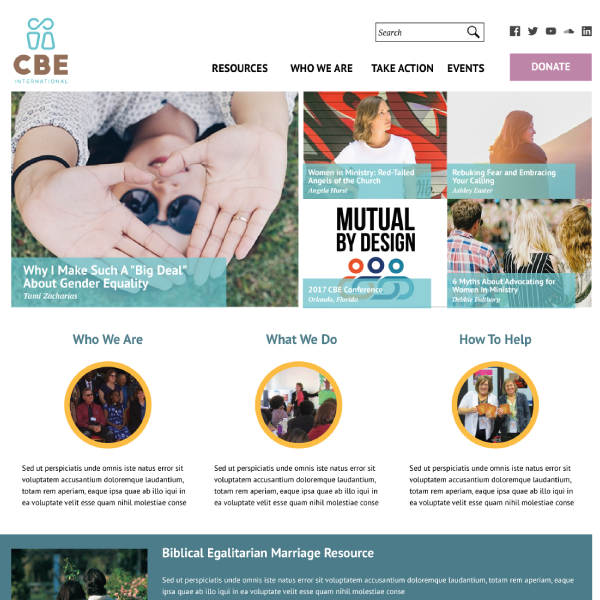 CBE
INTERNATIONAL
Search
RESOURCES
WHO WE ARE
TAKE ACTION
EVENTS
DONATE
Why I Make Such A "Big Deal"
About Gender Equality
Tami Zacharias
Women in Ministry: Red-Tailed
Angels of the Church
Angela Hurst
Rebuking Fear and Embracing
Your Calling
Ashley Easter
MUTUAL
BY DESIGN
2017 CBE Conference
Orlando, Florida
6 Myths About Advocating for
Women In Ministry
Debbie Fulthorp
Who We Are
Sed ut perspiciatis unde omnis iste natus error sit
voluptatem accusantium doloremque laudantium,
totam rem aperiam, eaque ipsa quae ab illo iqui in
ea voluptate velit esse quam nihil molestiae conse
What We Do
Sed ut perspiciatis unde omnis iste natus error sit
voluptatem accusantium doloremque laudantium,
totam rem aperiam, eaque ipsa quae ab illo iqui in
ea voluptate velit esse quam nihil molestiae conse
How To Help
Sed ut perspiciatis unde omnis iste natus error sit
voluptatem accusantium doloremque laudantium,
totam rem aperiam, eaque ipsa quae ab illo iqui in
ea voluptate velit esse quam nihil molestiae conse
Biblical Egalitarian Marriage Resource
Sed ut perspiciatis unde omnis iste natus error sit voluptatem accusantium doloremque laudantium, totam rem aperiam, eaque
ipsa quae ab illo iqui in ea voluptate velit esse quam nihil molestiae conse